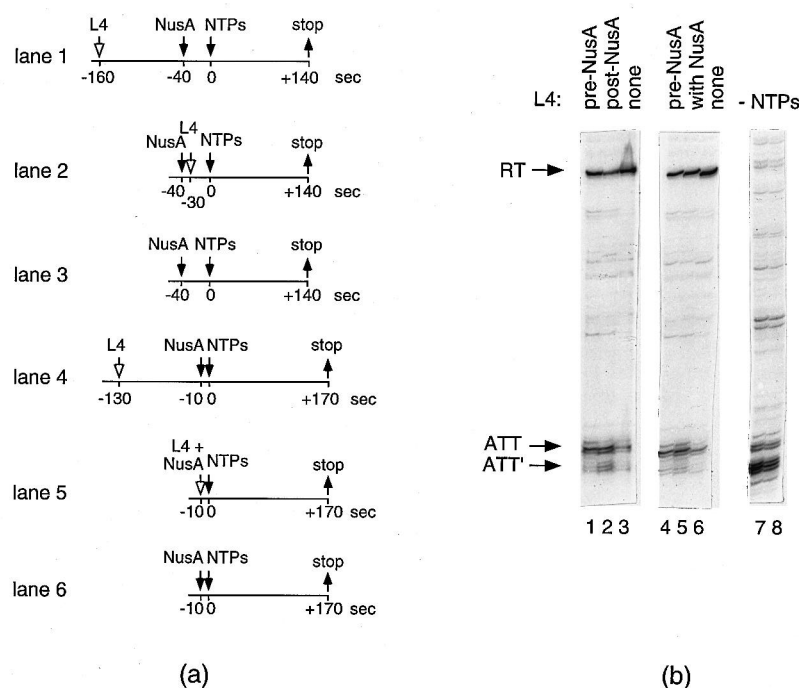 L4 NusA NTPs stop
lane 1
-160 -40 0 +140 sec
L4
NusA NTPs stop
lane 2
-40 0 +140 sec
-30
NusA NTPs stop
lane 3
-40 0 +140 sec
L4 NusA NTPs stop
lane 4
-130 -10 0 +170 sec
L4 +
NusA NTPs stop
lane 5
-10 0 +170 sec
NusA NTPs stop
lane 6
-10 0 +170 sec
(a)
L4: pre-NusA post-NusA none pre-NusA with NusA none - NTPs
RT
ATT
ATT'
1 2 3 4 5 6 7 8
(b)